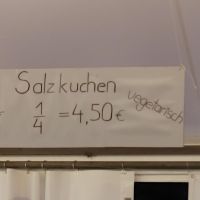 Salzkuchen
1/4 = 4,50 €
vegetarisch